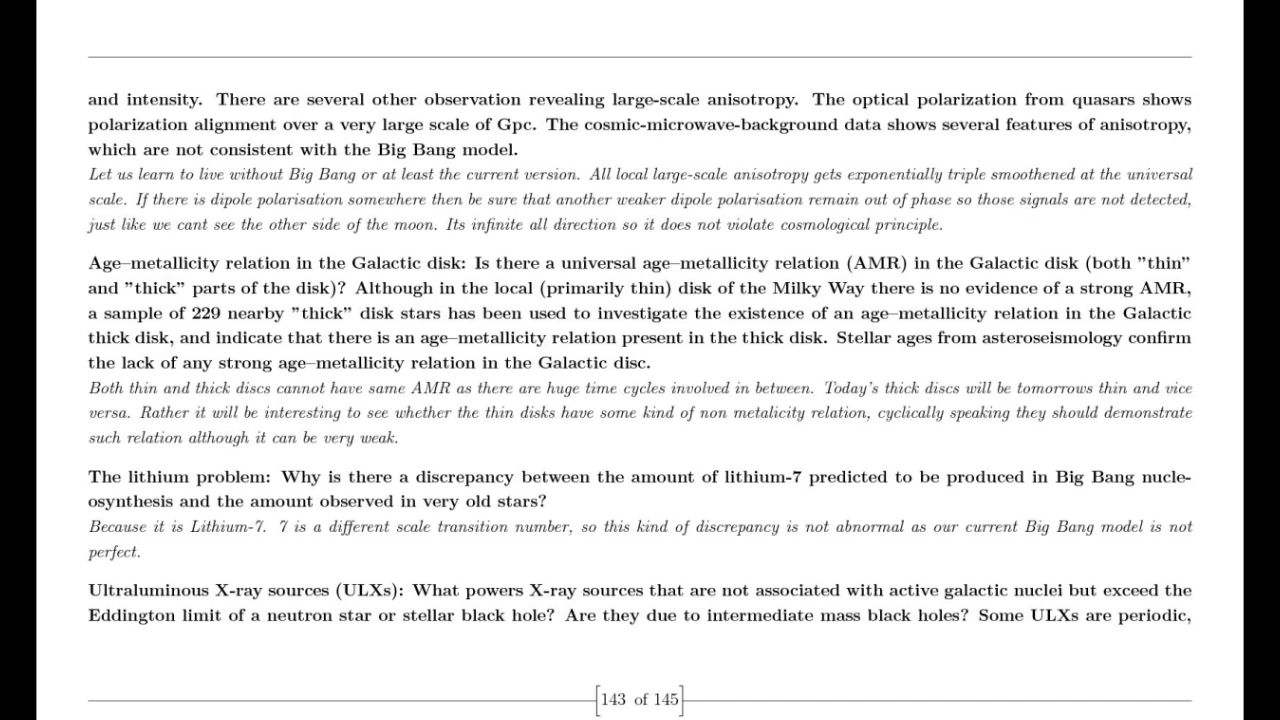 and intensity. There are several other observation revealing large-scale anisotropy. The optical polarization from quasars shows
polarization alignment over a very large scale of Gpc. The cosmic-microwave-background data shows several features of anisotropy,
which are not consistent with the Big Bang model.
Let us learn to live without Big Bang or at least the current version. All local large-scale anisotropy gets exponentially triple smoothened at the universal
scale. If there is dipole polarisation somewhere then be sure that another weaker dipole polarisation remain out of phase so those signals are not detected,
just like we cant see the other side of the moon. Its infinite all direction so it does not violate cosmological principle.
Age–metallicity relation in the Galactic disk: Is there a universal age–metallicity relation (AMR) in the Galactic disk (both ”thin”
and ”thick” parts of the disk)? Although in the local (primarily thin) disk of the Milky Way there is no evidence of a strong AMR,
a sample of 229 nearby ”thick” disk stars has been used to investigate the existence of an age–metallicity relation in the Galactic
thick disk, and indicate that there is an age–metallicity relation present in the thick disk. Stellar ages from asteroseismology confirm
the lack of any strong age–metallicity relation in the Galactic disc.
Both thin and thick discs cannot have same AMR as there are huge time cycles involved in between. Today's thick discs will be tomorrows thin and vice
versa. Rather it will be interesting to see whether the thin disks have some kind of non metalicity relation, cyclically speaking they should demonstrate
such relation although it can be very weak.
The lithium problem: Why is there a discrepancy between the amount of lithium-7 predicted to be produced in Big Bang nucle-
osynthesis and the amount observed in very old stars?
Because it is Lithium-7. 7 is a different scale transition number, so this kind of discrepancy is not abnormal as our current Big Bang model is not
perfect.
Ultraluminous X-ray sources (ULXs): What powers X-ray sources that are not associated with active galactic nuclei but exceed the
Eddington limit of a neutron star or stellar black hole? Are they due to intermediate mass black holes? Some ULXs are periodic,
143 of 145